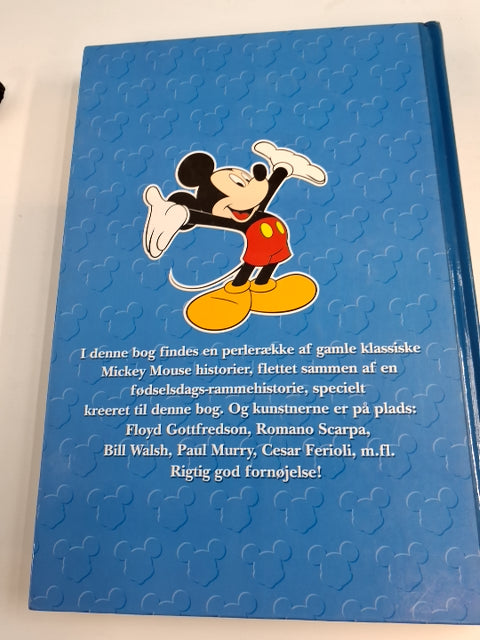 I denne bog findes en perlerække af gamle klassiske
Mickey Mouse historier, flettet sammen af en
fødselsdags-rammehistorie, specielt
kreeret til denne bog. Og kunstnerne er på plads:
Floyd Gottfredson, Romano Scarpa,
Bill Walsh, Paul Murry, Cesar Ferioli, m.fl.
Rigtig god fornøjelse!